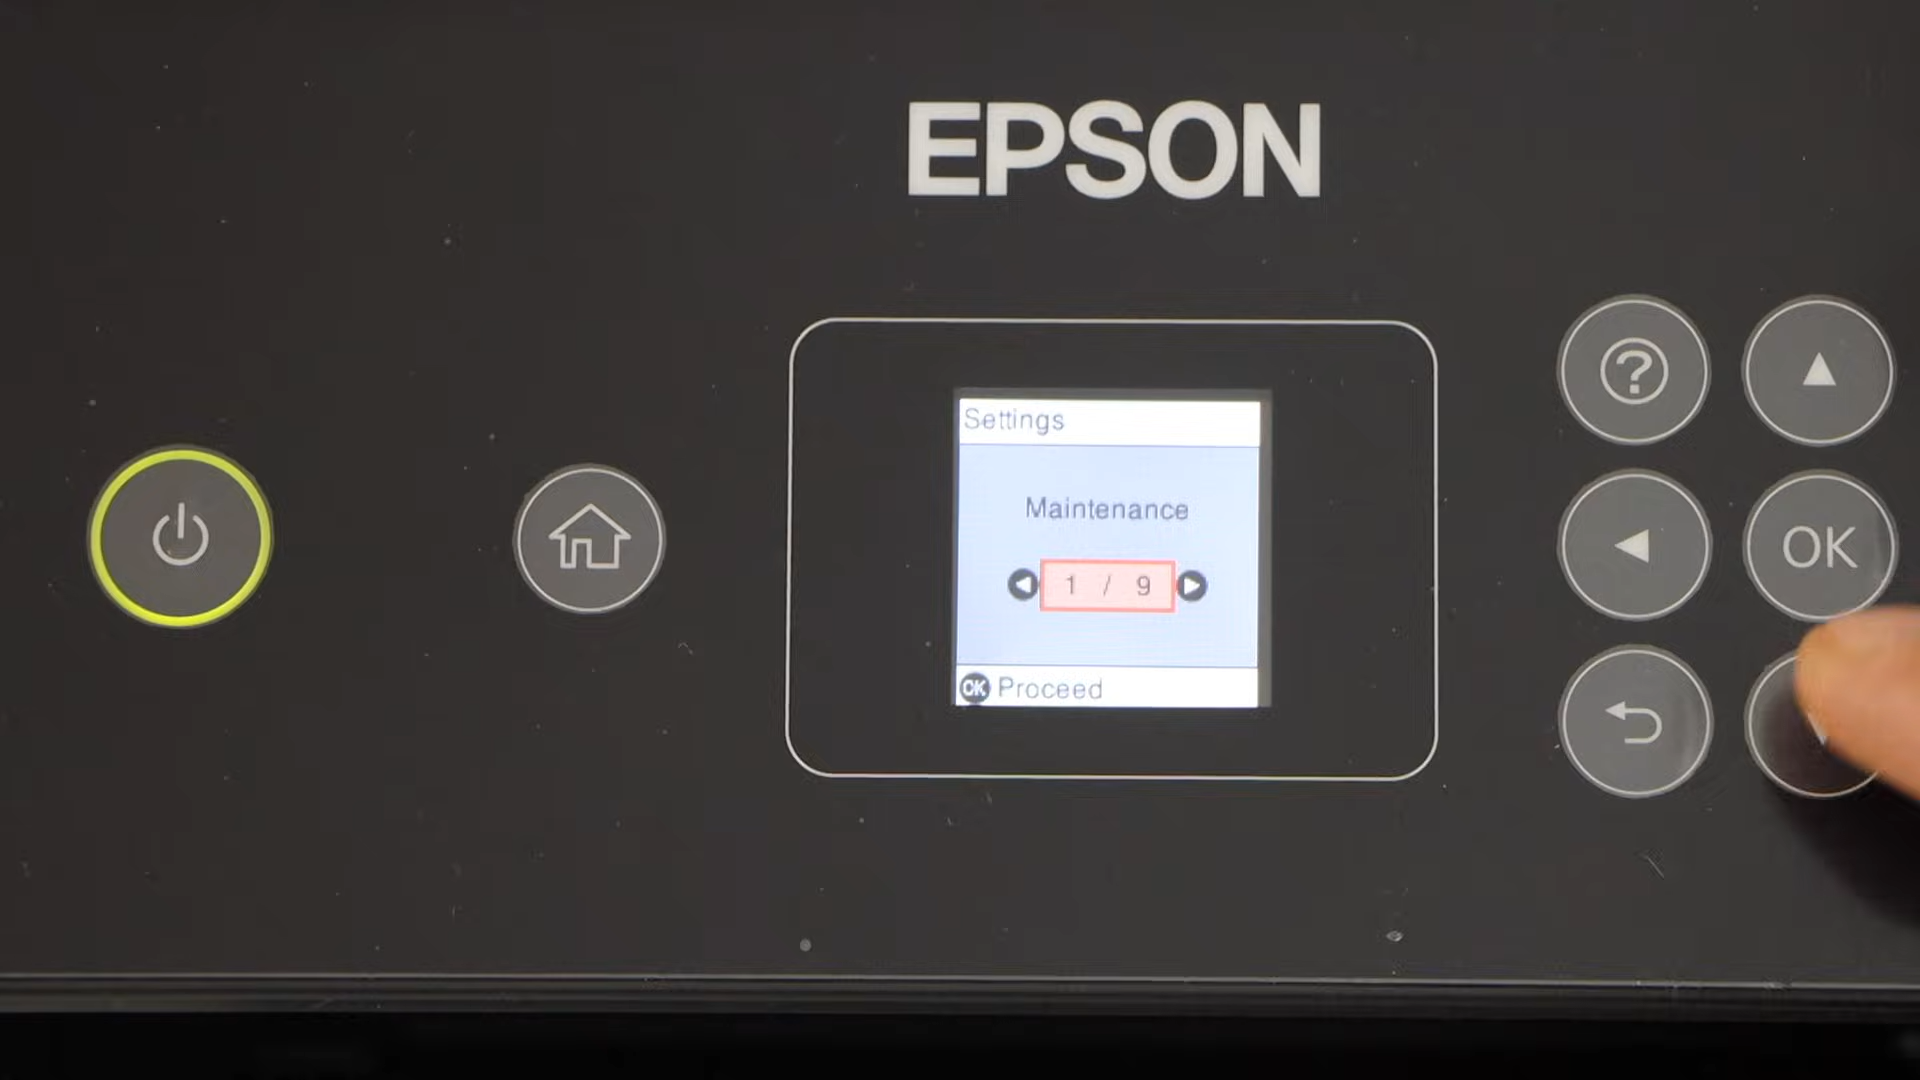 EPSON
Settings
Maintenance
1 / 9
OK Proceed
?
OK